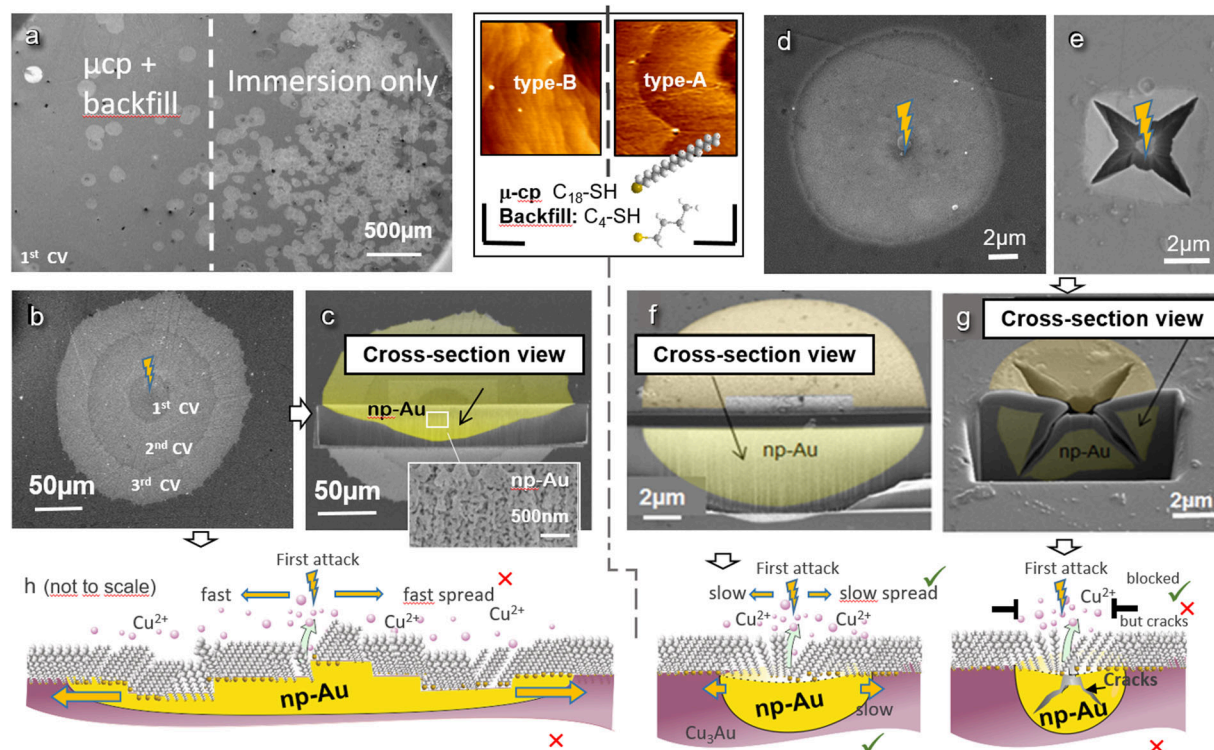 a
μcp +
backfill
Immersion only
500μm
1st CV
type-B
type-A
μ-cp C18-SH
Backfill: C4-SH
d
2μm
e
2μm
b
1st CV
2nd CV
3rd CV
50μm
c
Cross-section view
np-Au
50μm
np-Au
500nm
f
Cross-section view
np-Au
2μm
g
Cross-section view
np-Au
2μm
h (not to scale)
First attack
fast
fast spread
Cu2+
Cu2+
np-Au
First attack
slow
slow spread
Cu2+
Cu2+
np-Au
slow
Cu3Au
First attack
blocked
Cu2+
but cracks
Cracks
np-Au